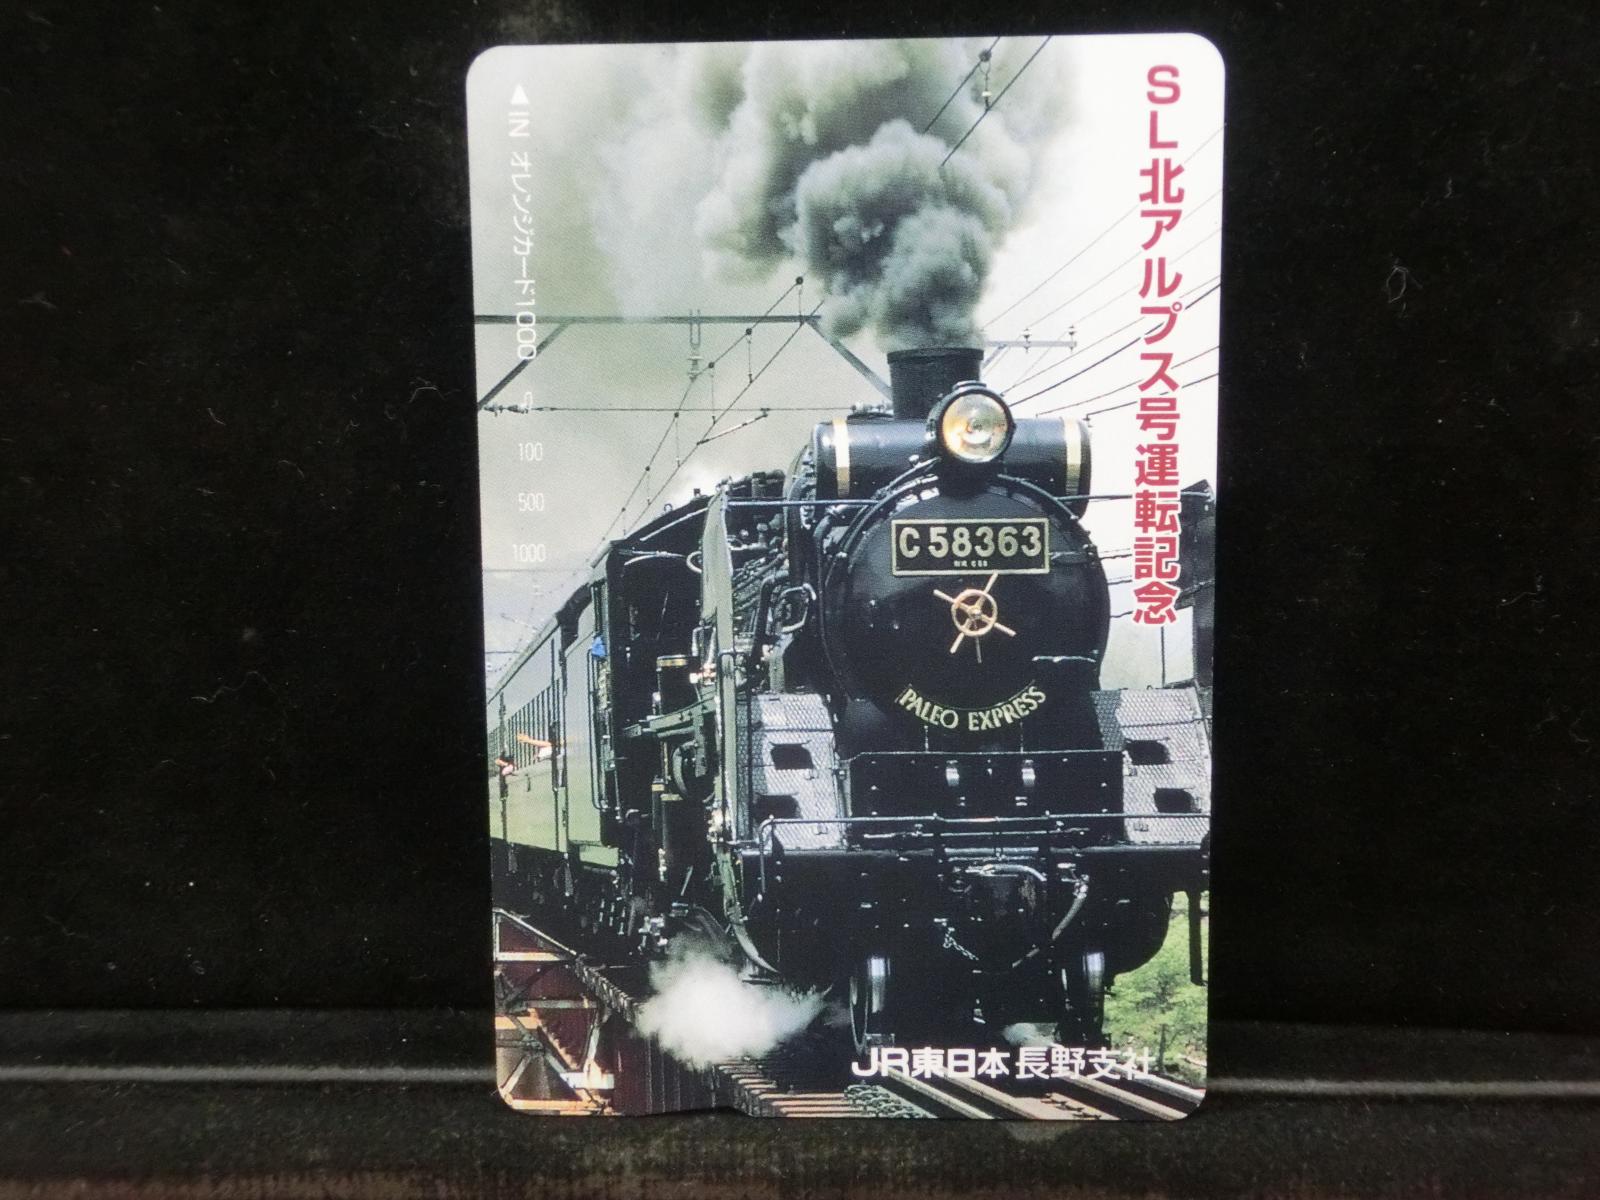 SL北アルプス号運転記念
◀IN オレンジカード1000
100
500
1000
C58363
PALEO EXPRESS
JR東日本 長野支社